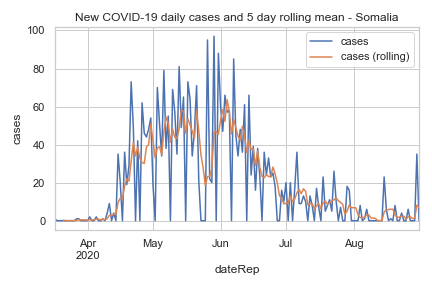 New COVID-19 daily cases and 5 day rolling mean - Somalia
cases
cases (rolling)
100
80
60
40
20
0
cases
Apr
2020
May
Jun
Jul
Aug
dateRep